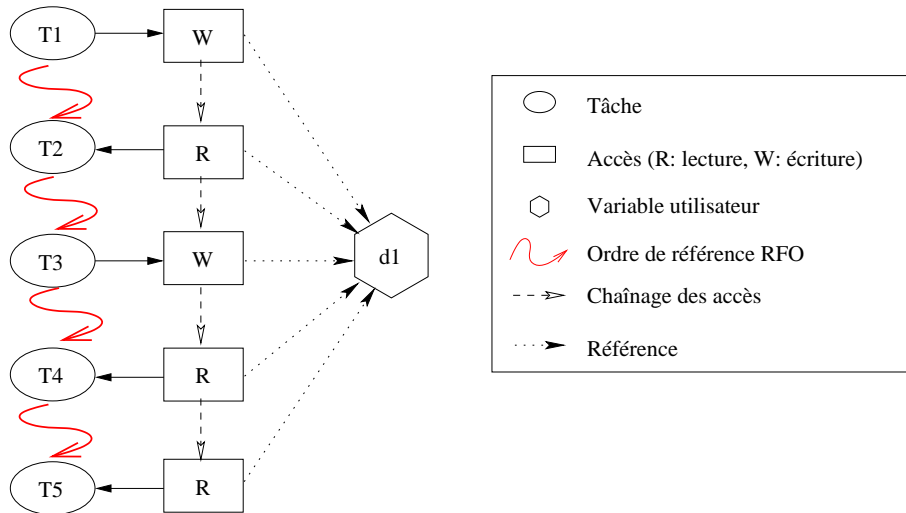 T1
W
T2
R
T3
W
d1
T4
R
T5
R
Tâche
Accès (R: lecture, W: écriture)
Variable utilisateur
Ordre de référence RFO
Chaînage des accès
Référence